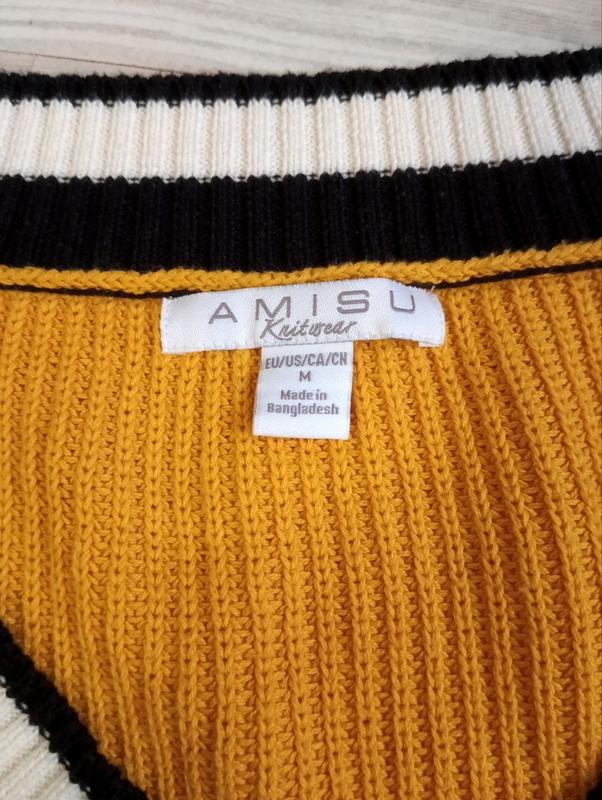 AMISU
Knitwear
EU/US/CA/CN
M
Made in
Bangladesh